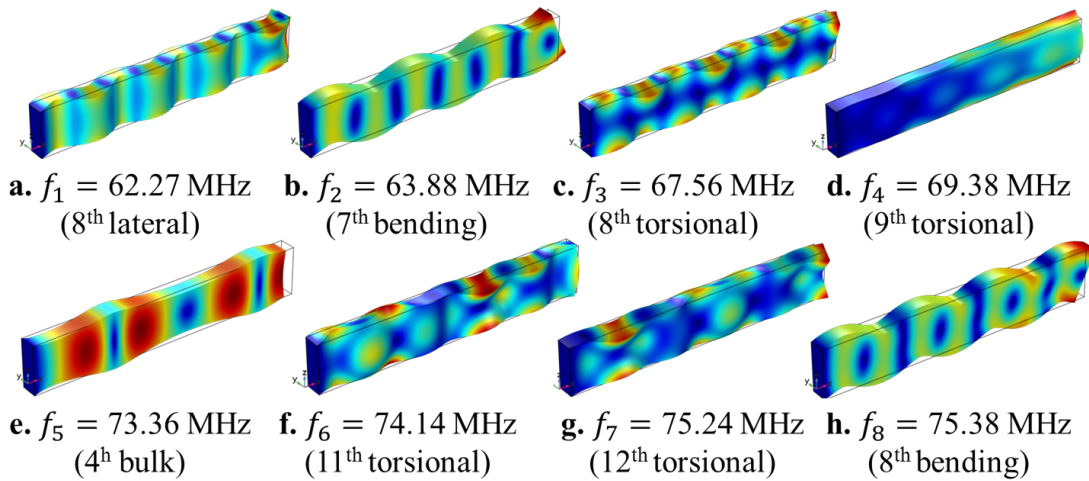 a. f₁ = 62.27 MHz
(8ᵗʰ lateral)
b. f₂ = 63.88 MHz
(7ᵗʰ bending)
c. f₃ = 67.56 MHz
(8ᵗʰ torsional)
d. f₄ = 69.38 MHz
(9ᵗʰ torsional)
e. f₅ = 73.36 MHz
(4ʰ bulk)
f. f₆ = 74.14 MHz
(11ᵗʰ torsional)
g. f₇ = 75.24 MHz
(12ᵗʰ torsional)
h. f₈ = 75.38 MHz
(8ᵗʰ bending)